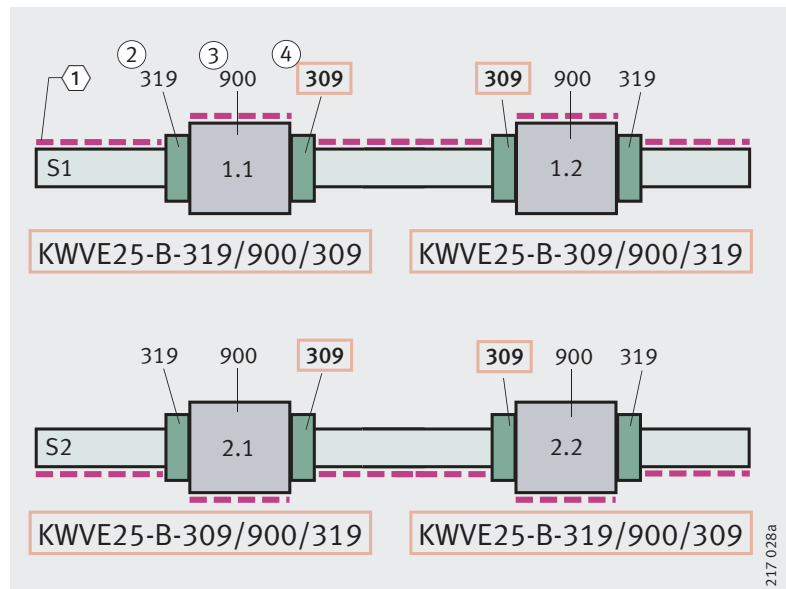 ② ③ ④
① 319 900 309 309 900 319
S1 1.1 1.2
KWVE25-B-319/900/309 KWVE25-B-309/900/319
319 900 309 309 900 319
S2 2.1 2.2
KWVE25-B-309/900/319 KWVE25-B-319/900/309
217 028a